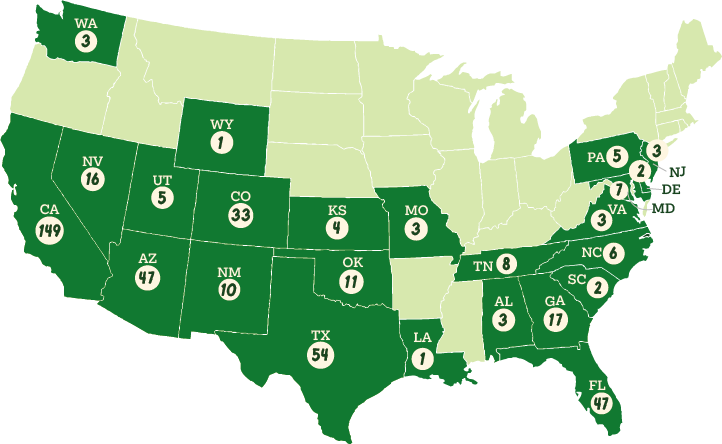 WA
3
WY
1
NV
16
UT
5
CO
33
CA
149
AZ
47
NM
10
KS
4
MO
3
OK
11
TX
54
LA
1
TN 8
AL
3
GA
17
FL
47
SC
2
NC 6
VA
3
PA 5
3
NJ
2
DE
7
MD